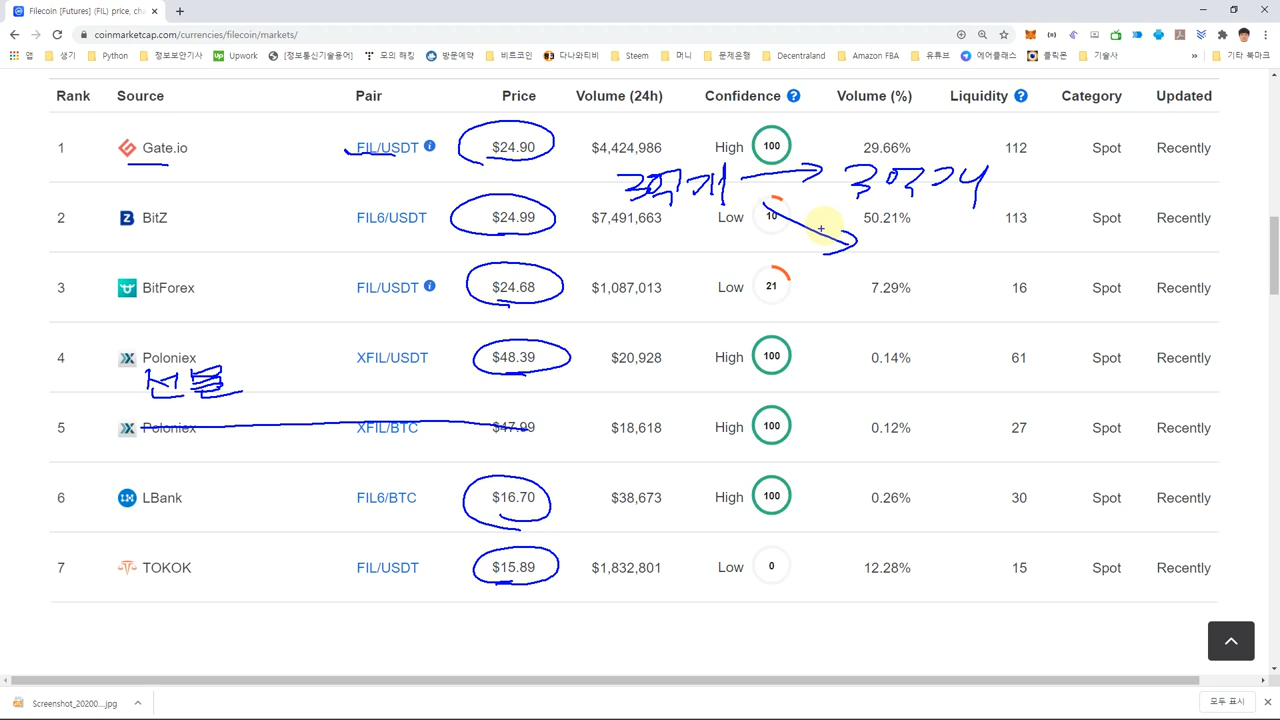 Filecoin [Futures] (FIL) price, cha
coinmarketcap.com/currencies/filecoin/markets/
앱 생기 Python 정보보안기사 Upwork [정보통신기술용어] 모의 해킹 방문예약 비트코인 다나와티비 Steem 머니 문제은행 Decentraland Amazon FBA 유튜브 에어클래스 클릭몬 기술사 » 기타 북마크
Rank Source Pair Price Volume (24h) Confidence Volume (%) Liquidity Category Updated
1 Gate.io FIL/USDT $24.90 $4,424,986 High 100 29.66% 112 Spot Recently
3억개 3억개
2 BitZ FIL6/USDT $24.99 $7,491,663 Low 10 50.21% 113 Spot Recently
3 BitForex FIL/USDT $24.68 $1,087,013 Low 21 7.29% 16 Spot Recently
4 Poloniex XFIL/USDT $48.39 $20,928 High 100 0.14% 61 Spot Recently
선물
5 Poloniex XFIL/BTC $47.99 $18,618 High 100 0.12% 27 Spot Recently
6 LBank FIL6/BTC $16.70 $38,673 High 100 0.26% 30 Spot Recently
7 TOKOK FIL/USDT $15.89 $1,832,801 Low 0 12.28% 15 Spot Recently
Screenshot_20200....jpg 모두 표시